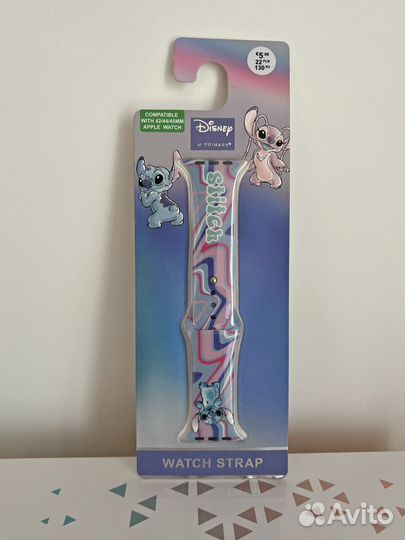 €5.00
22 PLN
130 Kč
COMPATIBLE
WITH 42/44/45MM
APPLE WATCH
Disney
at PRIMARK®
Stitch
WATCH STRAP
Avito